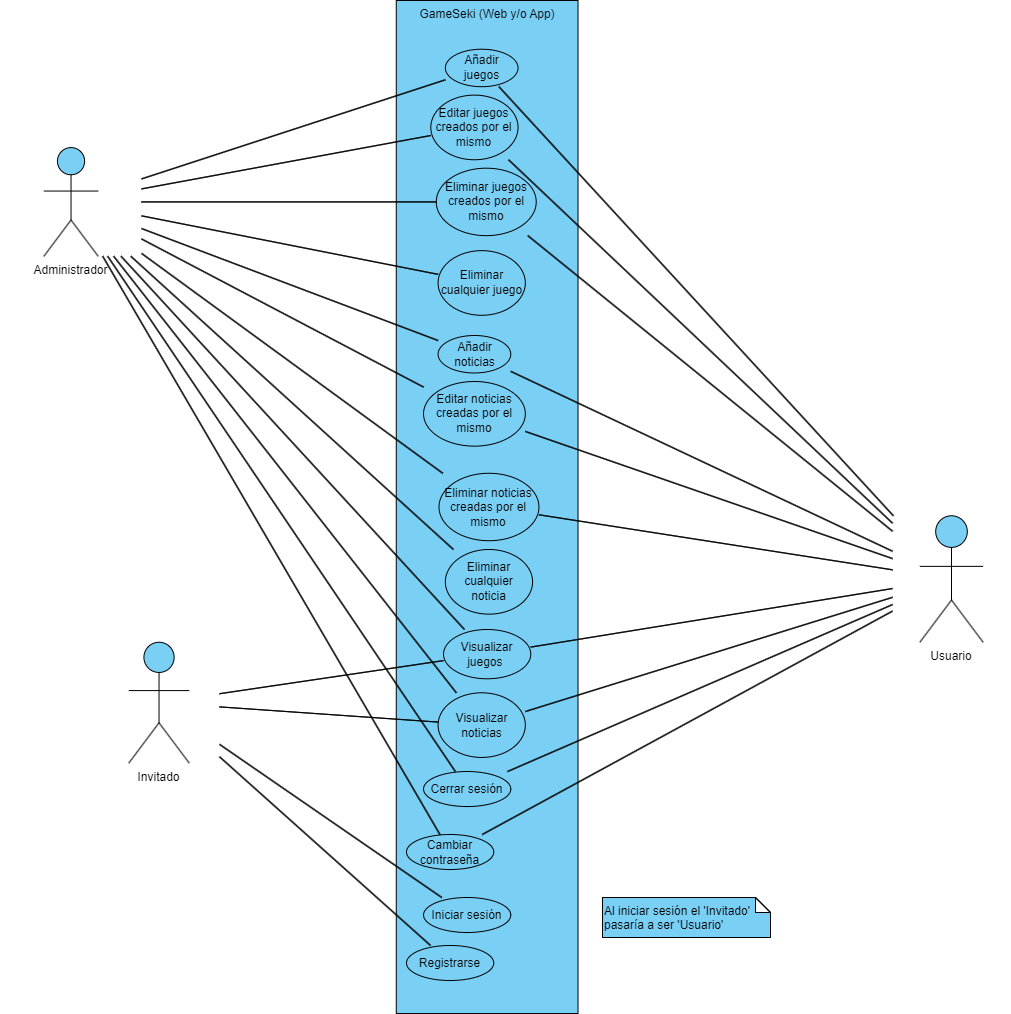 GameSeki (Web y/o App)
Añadir
juegos
Editar juegos
creados por el
mismo
Eliminar juegos
creados por el
mismo
Administrador
Eliminar
cualquier juego
Añadir
noticias
Editar noticias
creadas por el
mismo
Eliminar noticias
creadas por el
mismo
Eliminar
cualquier
noticia
Usuario
Visualizar
juegos
Visualizar
noticias
Invitado
Cerrar sesión
Cambiar
contraseña
Iniciar sesión
Al iniciar sesión el 'Invitado'
pasaría a ser 'Usuario'
Registrarse